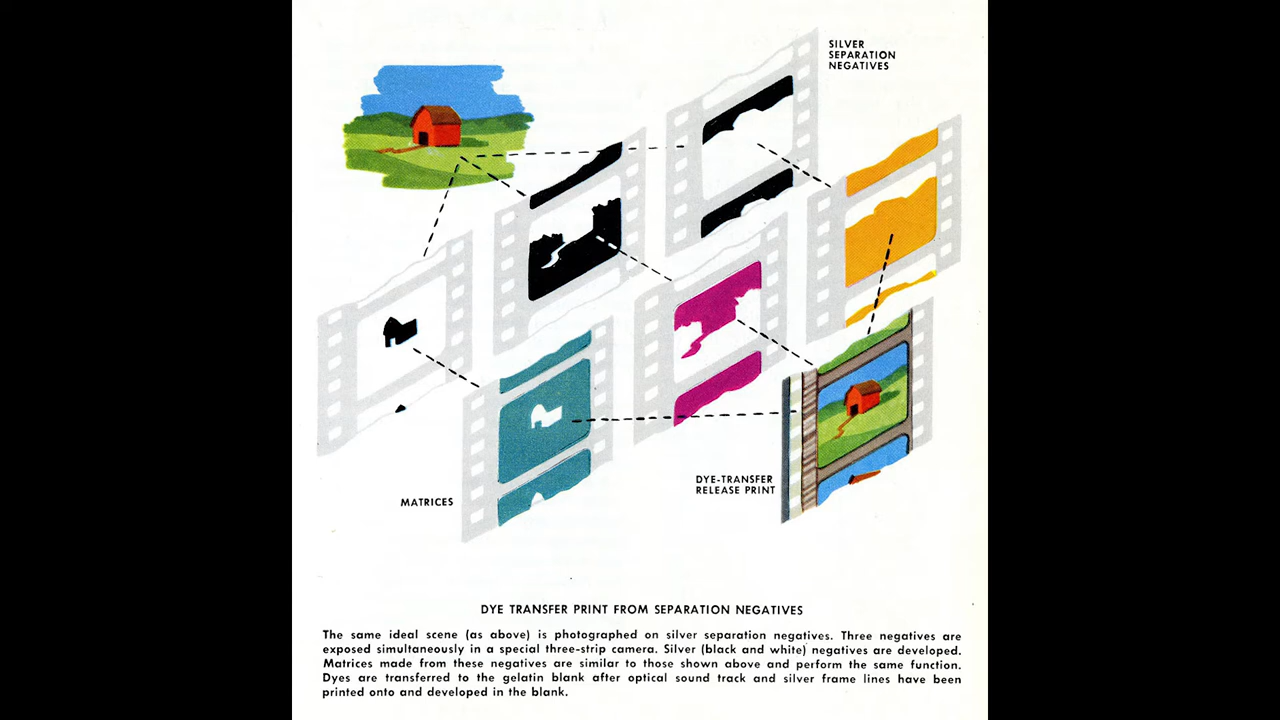 SILVER
SEPARATION
NEGATIVES
DYE-TRANSFER
RELEASE PRINT
MATRICES
DYE TRANSFER PRINT FROM SEPARATION NEGATIVES
The same ideal scene (as above) is photographed on silver separation negatives. Three negatives are
exposed simultaneously in a special three-strip camera. Silver (black and white) negatives are developed.
Matrices made from these negatives are similar to those shown above and perform the same function.
Dyes are transferred to the gelatin blank after optical sound track and silver frame lines have been
printed onto and developed in the blank.